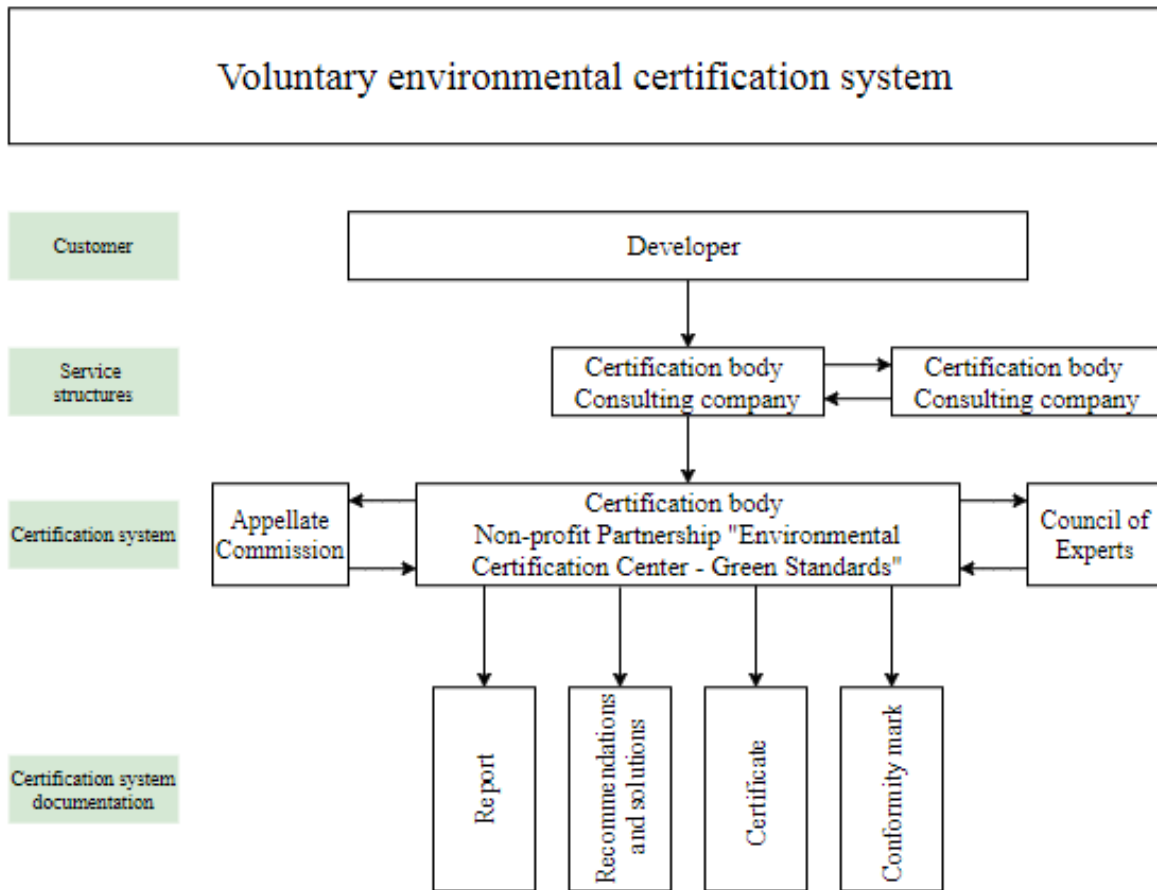 Voluntary environmental certification system
Customer
Developer
Service
structures
Certification body
Consulting company
Certification body
Consulting company
Certification system
Appellate
Commission
Certification body
Non-profit Partnership "Environmental
Certification Center - Green Standards"
Council of
Experts
Certification system
documentation
Report
Recommendations
and solutions
Certificate
Conformity mark